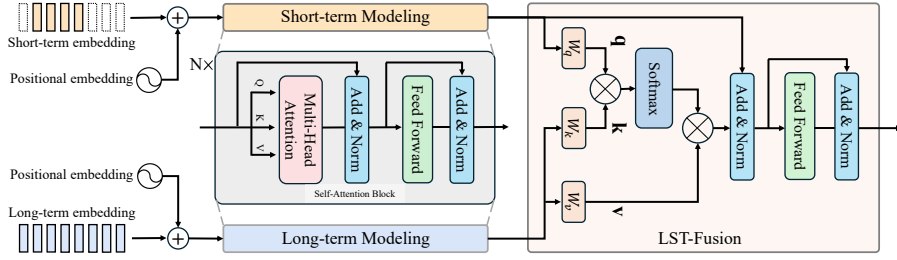 Short-term embedding
Positional embedding
Short-term Modeling
N×
Q
K
V
Multi-Head
Attention
Add & Norm
Feed Forward
Add & Norm
Self-Attention Block
Positional embedding
Long-term embedding
Long-term Modeling
W_q
q
W_k
k
W_v
v
Softmax
Add & Norm
Feed Forward
Add & Norm
LST-Fusion